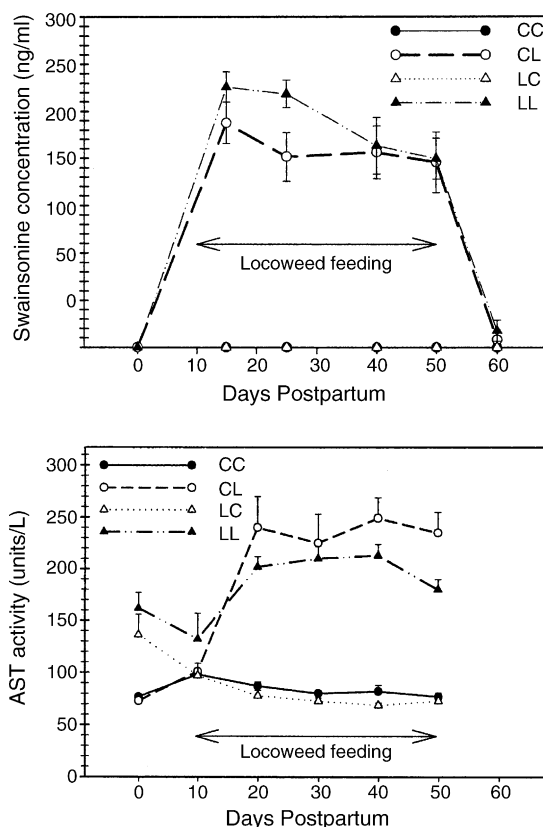 Swainsonine concentration (ng/ml)
300
250
200
150
100
50
0
CC
CL
LC
LL
Locoweed feeding
0 10 20 30 40 50 60
Days Postpartum
AST activity (units/L)
300
250
200
150
100
50
0
CC
CL
LC
LL
Locoweed feeding
0 10 20 30 40 50 60
Days Postpartum